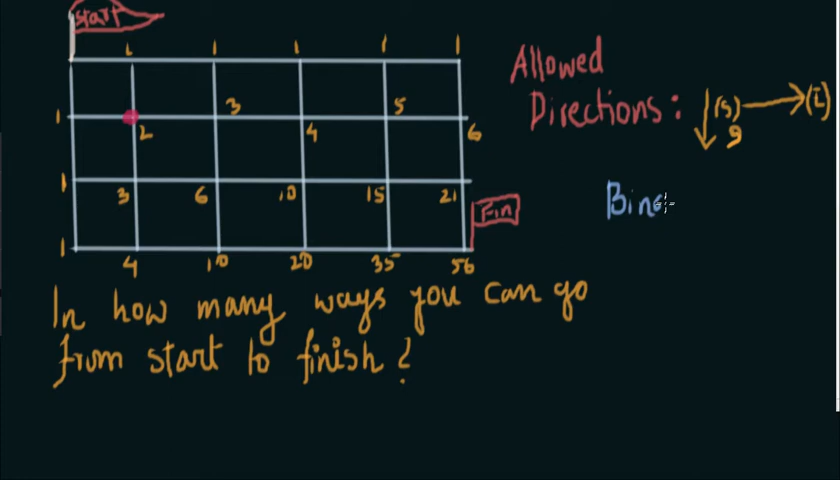 start
1 1 1 1 1
Allowed
Directions: (S) (I)
1 3 5
2 4 6
1 3 6 10 15 21
Fin
1
4 10 20 35 56
In how many ways you can go
from start to finish?